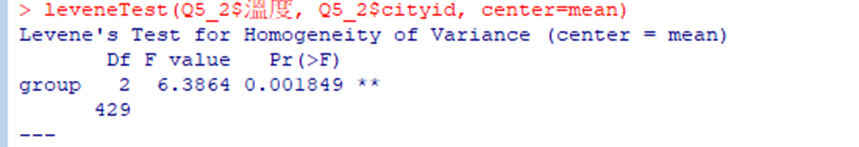 > leveneTest(Q5_2$溫度, Q5_2$cityid, center=mean)
Levene's Test for Homogeneity of Variance (center = mean)
       Df F value   Pr(>F)
group   2  6.3864 0.001849 **
      429
---